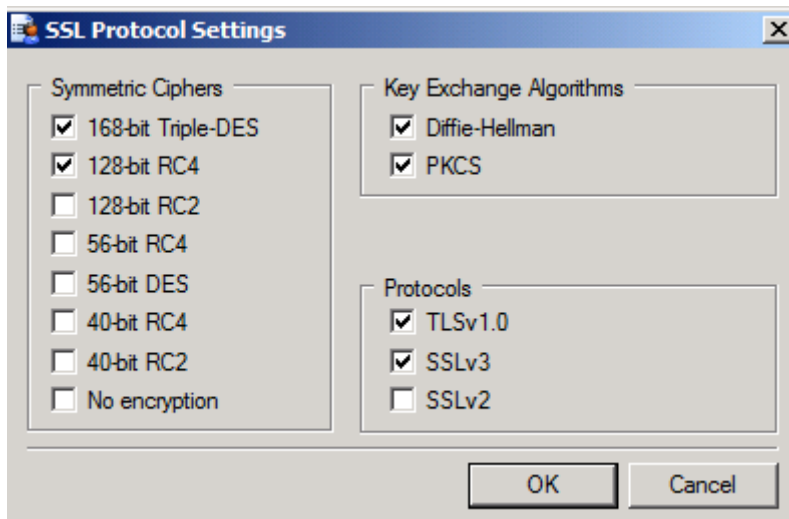 SSL Protocol Settings
Symmetric Ciphers
168-bit Triple-DES
128-bit RC4
128-bit RC2
56-bit RC4
56-bit DES
40-bit RC4
40-bit RC2
No encryption
Key Exchange Algorithms
Diffie-Hellman
PKCS
Protocols
TLSv1.0
SSLv3
SSLv2
OK
Cancel